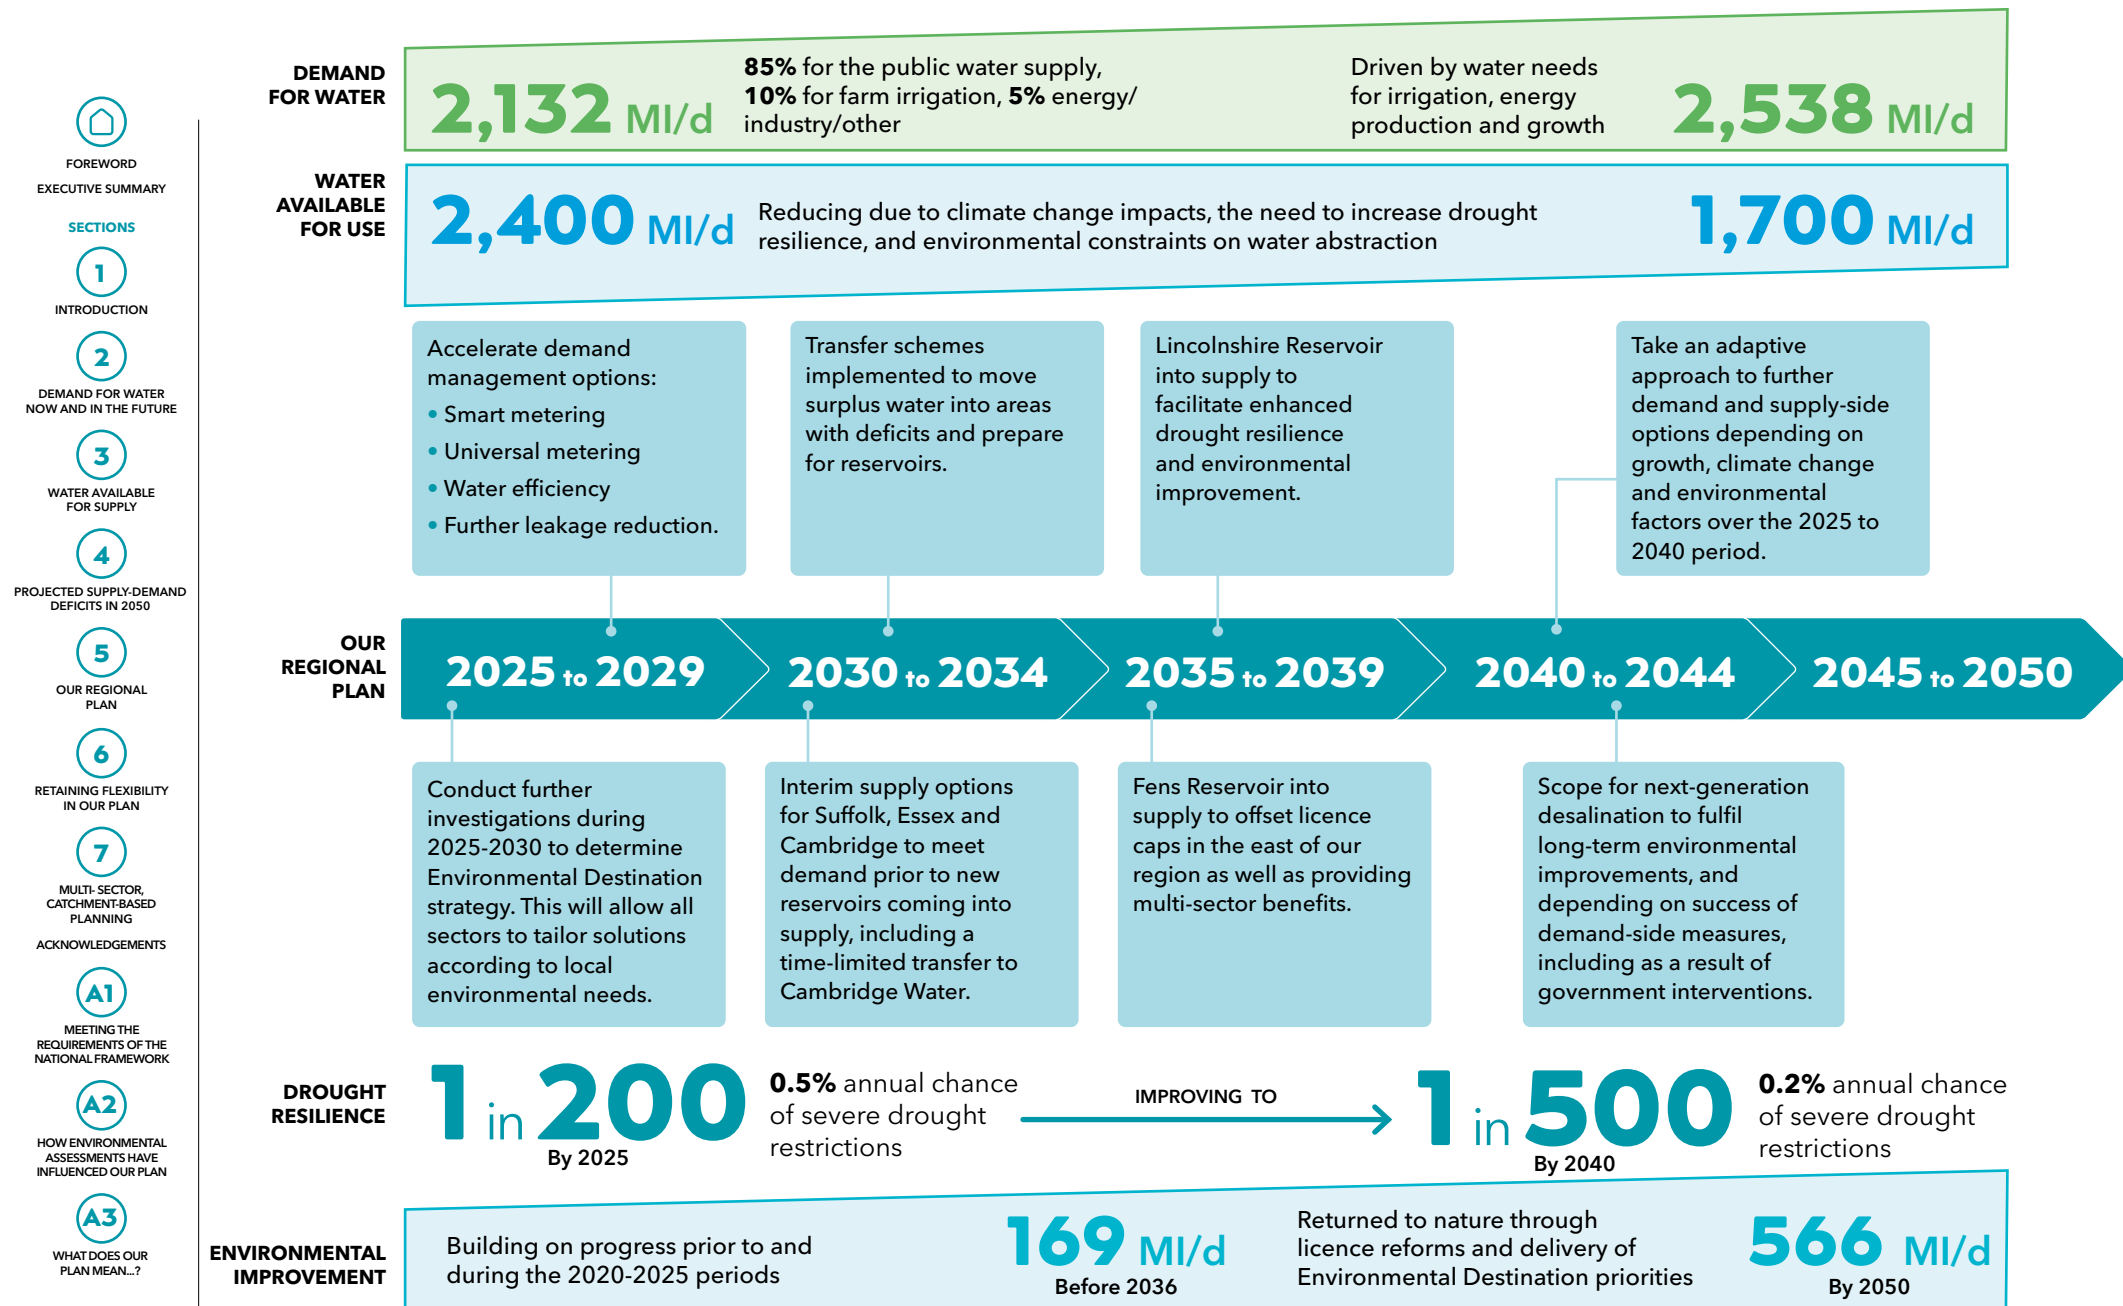 FOREWORD
EXECUTIVE SUMMARY
SECTIONS
1
INTRODUCTION
2
DEMAND FOR WATER
NOW AND IN THE FUTURE
3
WATER AVAILABLE
FOR SUPPLY
4
PROJECTED SUPPLY-DEMAND
DEFICITS IN 2050
5
OUR REGIONAL
PLAN
6
RETAINING FLEXIBILITY
IN OUR PLAN
7
MULTI- SECTOR,
CATCHMENT-BASED
PLANNING
ACKNOWLEDGEMENTS
A1
MEETING THE
REQUIREMENTS OF THE
NATIONAL FRAMEWORK
A2
HOW ENVIRONMENTAL
ASSESSMENTS HAVE
INFLUENCED OUR PLAN
A3
WHAT DOES OUR
PLAN MEAN...?
DEMAND
FOR WATER
2,132 Ml/d
85% for the public water supply,
10% for farm irrigation, 5% energy/
industry/other
Driven by water needs
for irrigation, energy
production and growth
2,538 Ml/d
WATER
AVAILABLE
FOR USE
2,400 Ml/d
Reducing due to climate change impacts, the need to increase drought
resilience, and environmental constraints on water abstraction
1,700 Ml/d
Accelerate demand
management options:
• Smart metering
• Universal metering
• Water efficiency
• Further leakage reduction.
Transfer schemes
implemented to move
surplus water into areas
with deficits and prepare
for reservoirs.
Lincolnshire Reservoir
into supply to
facilitate enhanced
drought resilience
and environmental
improvement.
Take an adaptive
approach to further
demand and supply-side
options depending on
growth, climate change
and environmental
factors over the 2025 to
2040 period.
OUR
REGIONAL
PLAN
2025 to 2029
2030 to 2034
2035 to 2039
2040 to 2044
2045 to 2050
Conduct further
investigations during
2025-2030 to determine
Environmental Destination
strategy. This will allow all
sectors to tailor solutions
according to local
environmental needs.
Interim supply options
for Suffolk, Essex and
Cambridge to meet
demand prior to new
reservoirs coming into
supply, including a
time-limited transfer to
Cambridge Water.
Fens Reservoir into
supply to offset licence
caps in the east of our
region as well as providing
multi-sector benefits.
Scope for next-generation
desalination to fulfil
long-term environmental
improvements, and
depending on success of
demand-side measures,
including as a result of
government interventions.
DROUGHT
RESILIENCE
1 in 200
By 2025
0.5% annual chance
of severe drought
restrictions
IMPROVING TO
1 in 500
By 2040
0.2% annual chance
of severe drought
restrictions
ENVIRONMENTAL
IMPROVEMENT
Building on progress prior to and
during the 2020-2025 periods
169 Ml/d
Before 2036
Returned to nature through
licence reforms and delivery of
Environmental Destination priorities
566 Ml/d
By 2050